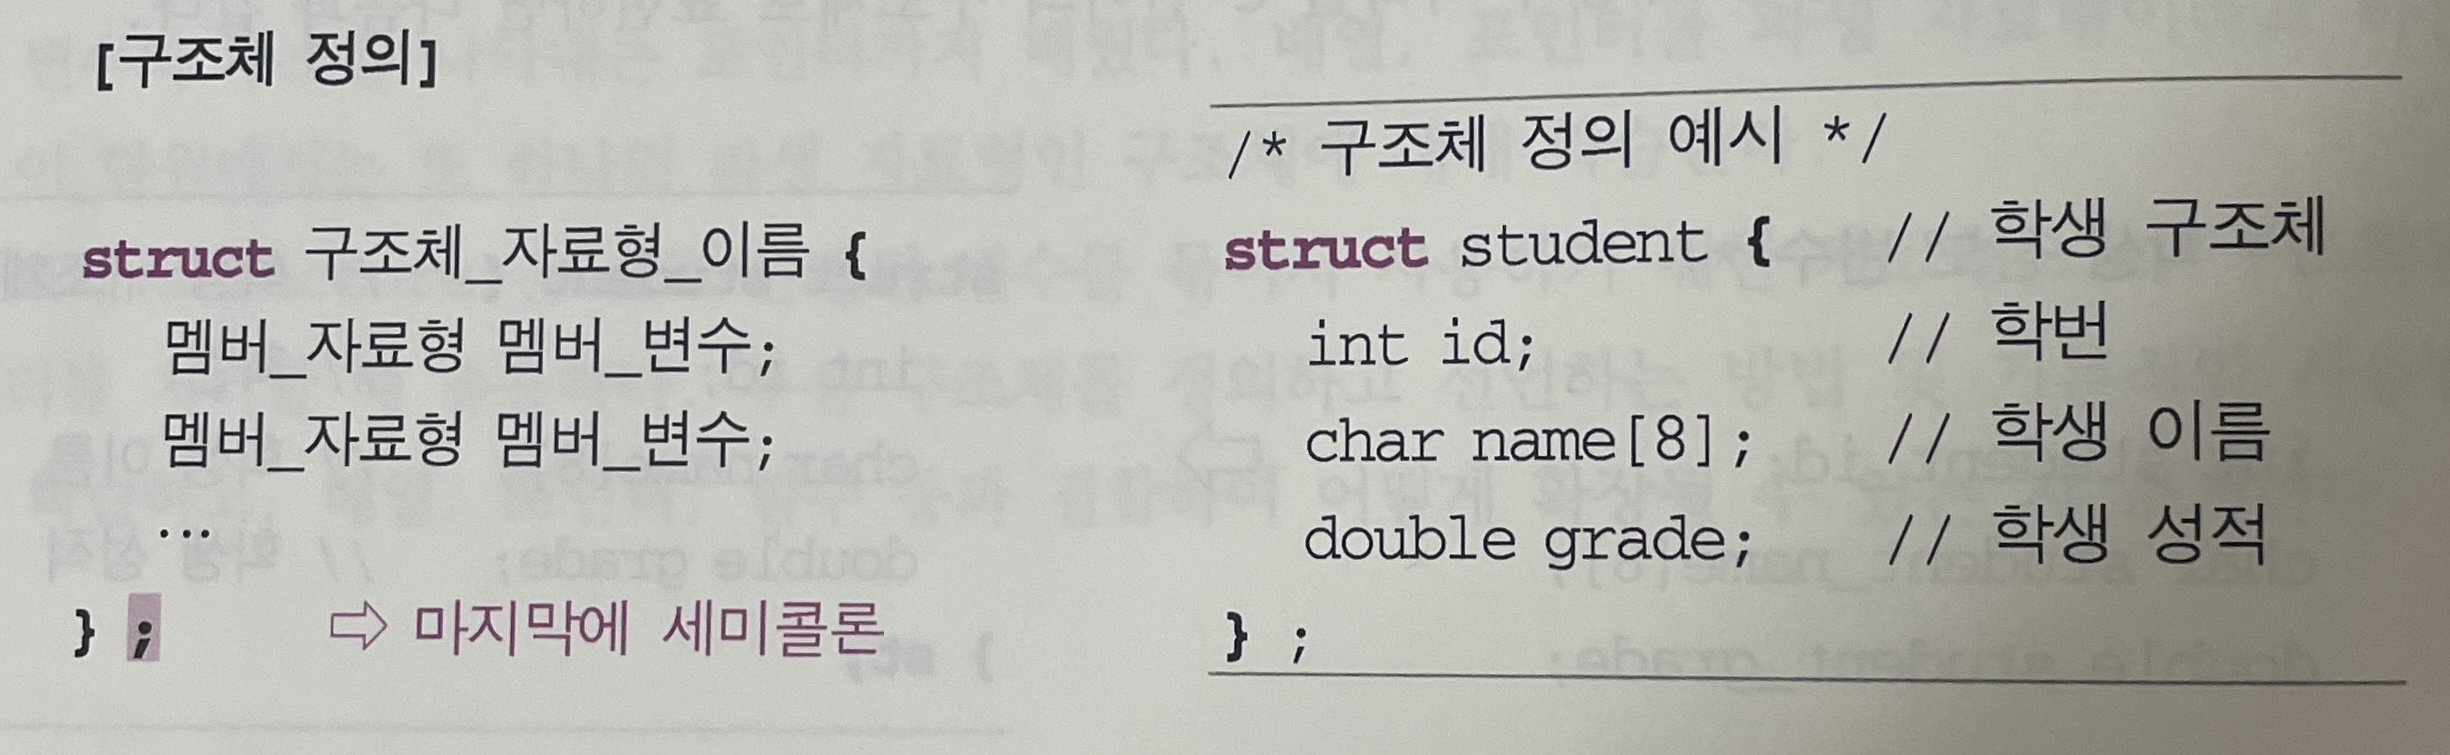 [구조체 정의]
struct 구조체_자료형_이름 {
멤버_자료형 멤버_변수;
멤버_자료형 멤버_변수;
...
} ; ⇨ 마지막에 세미콜론
/* 구조체 정의 예시 */
struct student { // 학생 구조체
int id; // 학번
char name[8]; // 학생 이름
double grade; // 학생 성적
} ;